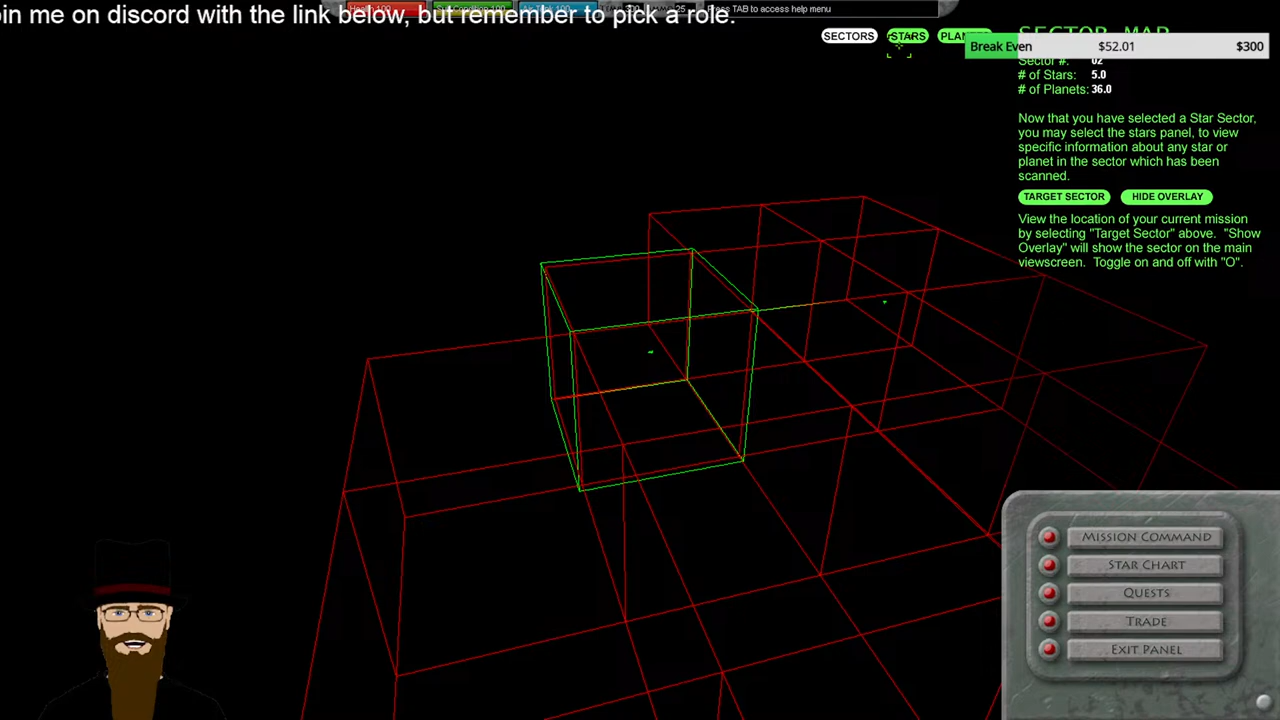 oin me on discord with the link below, but remember to pick a role.
Health 100
Press TAB to access help menu
SECTORS
STARS
Break Even $52.01 $300
Sector #: 02
# of Stars: 5.0
# of Planets: 36.0
Now that you have selected a Star Sector,
you may select the stars panel, to view
specific information about any star or
planet in the sector which has been
scanned.
TARGET SECTOR
HIDE OVERLAY
View the location of your current mission
by selecting "Target Sector" above. "Show
Overlay" will show the sector on the main
viewscreen. Toggle on and off with "O".
MISSION COMMAND
STAR CHART
QUESTS
TRADE
EXIT PANEL